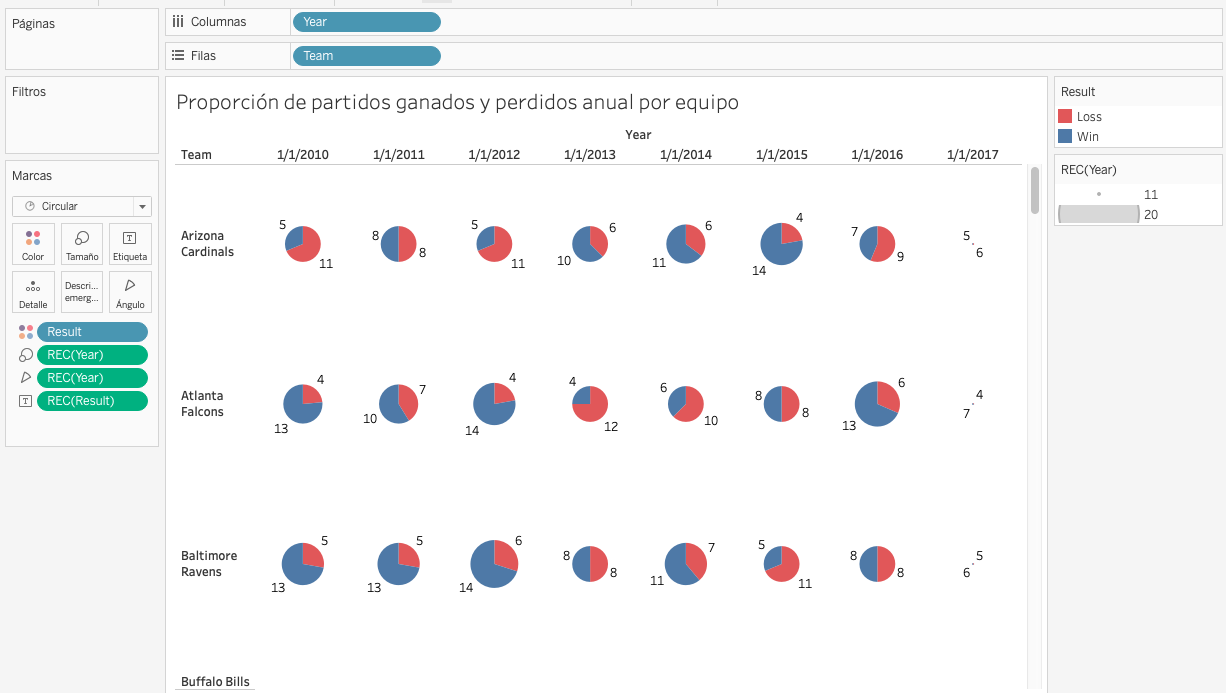 Páginas
Columnas
Year
Filas
Team
Filtros
Marcas
Circular
Color
Tamaño
Etiqueta
Detalle
Descri...
emerg...
Ángulo
Result
REC(Year)
REC(Year)
T
REC(Result)
Proporción de partidos ganados y perdidos anual por equipo
Year
Team 1/1/2010 1/1/2011 1/1/2012 1/1/2013 1/1/2014 1/1/2015 1/1/2016 1/1/2017
Arizona
Cardinals
5 11 8 8 5 11 6 10 6 11 4 14 7 9 5 6
Atlanta
Falcons
4 13 7 10 4 14 4 12 6 10 8 8 6 13 4 7
Baltimore
Ravens
5 13 5 13 6 14 8 8 7 11 5 11 8 8 5 6
Buffalo Bills
Result
Loss
Win
REC(Year)
11
20